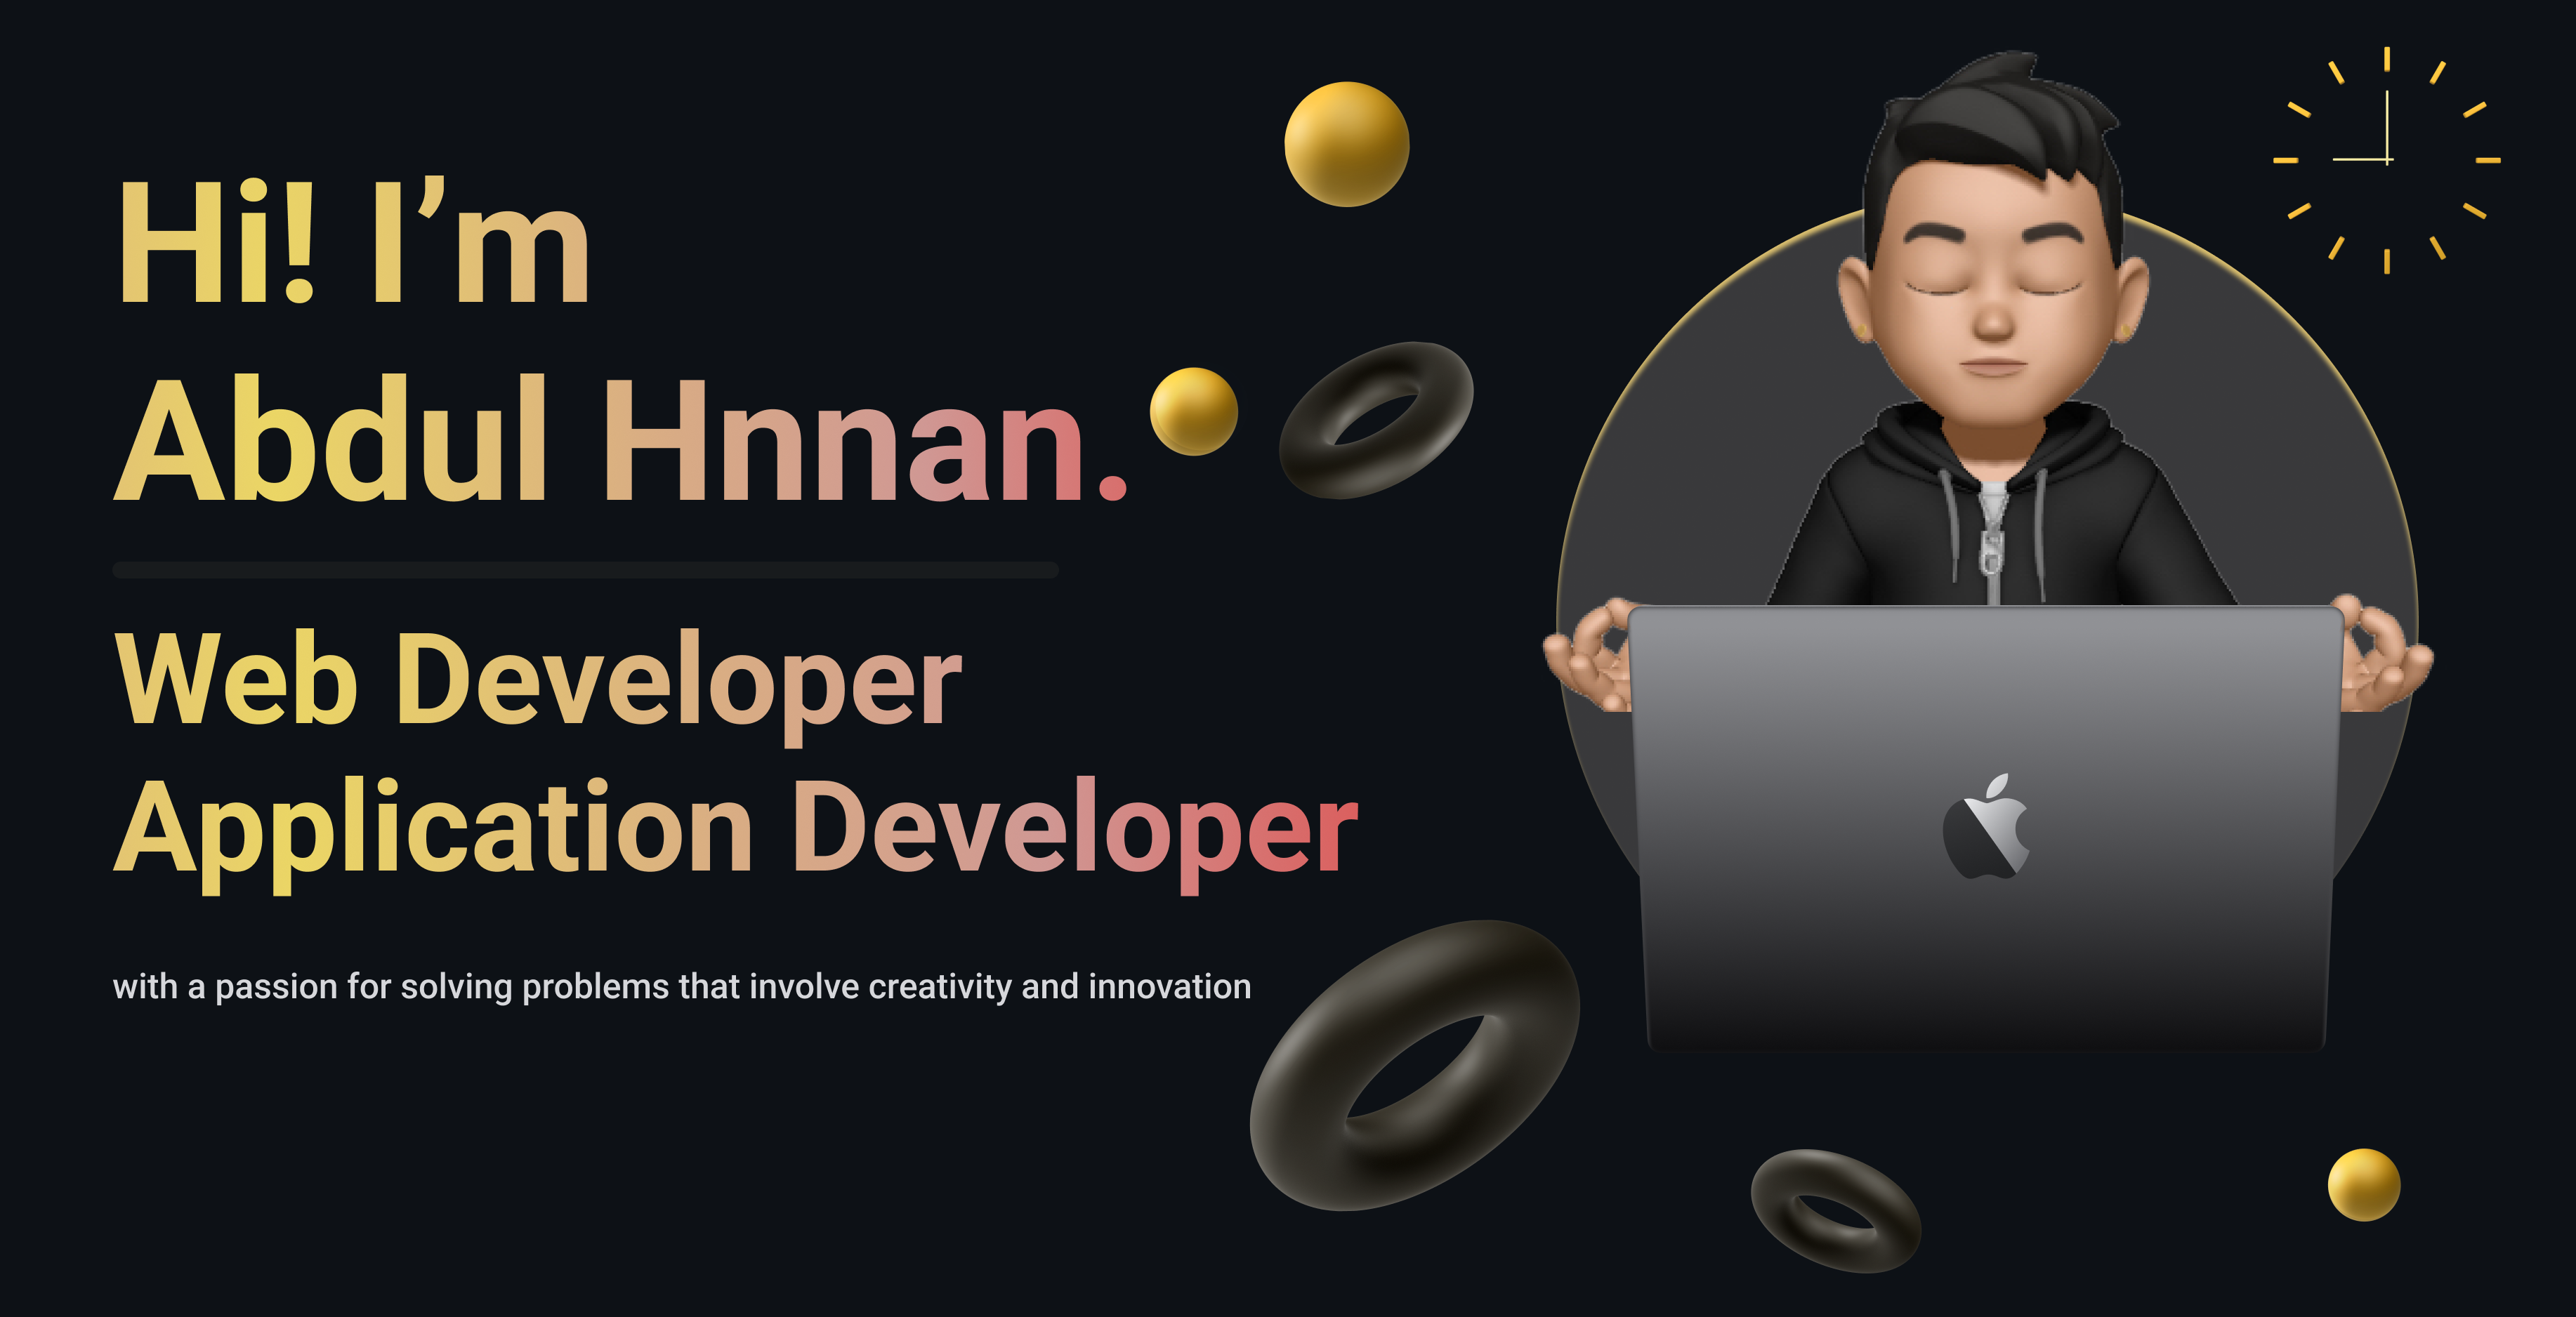 Hi! I’m
Abdul Hnnan.
Web Developer
Application Developer
with a passion for solving problems that involve creativity and innovation